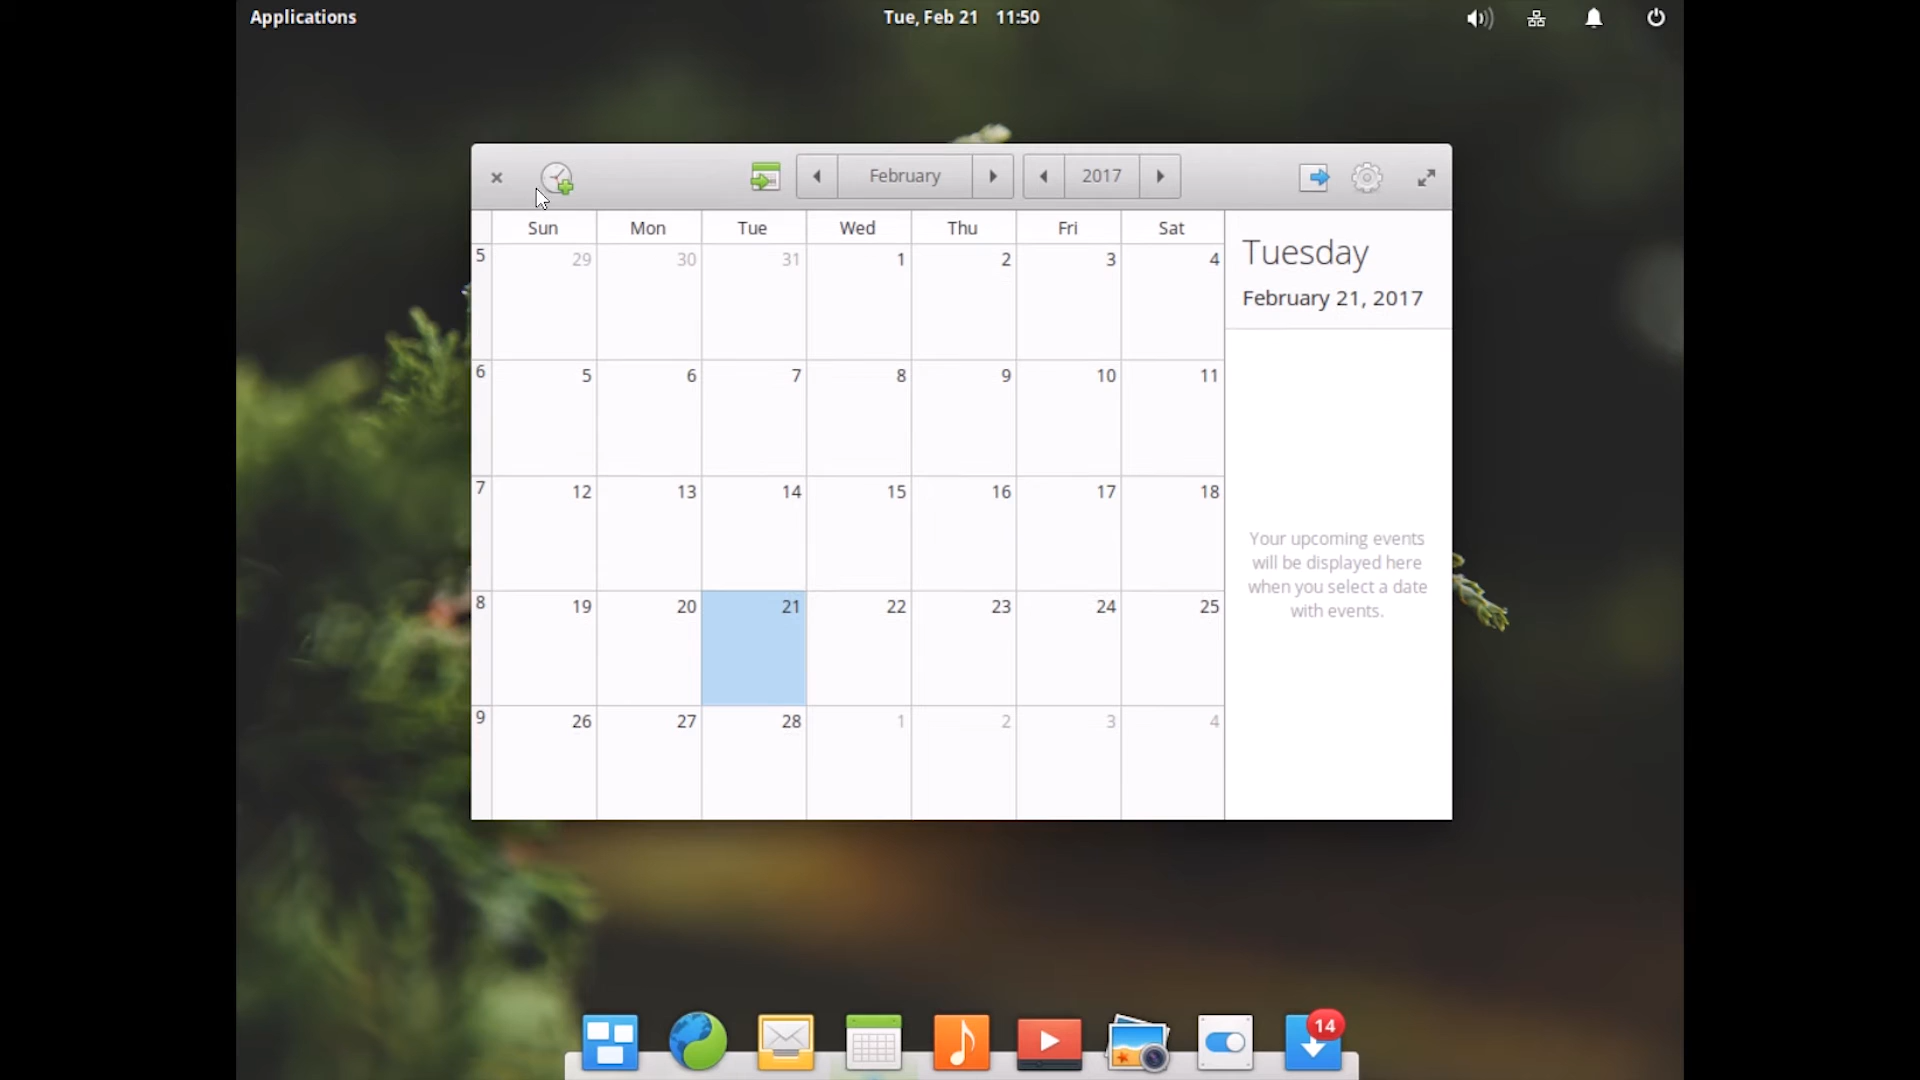 Applications
Tue, Feb 21 11:50
February
2017
Sun Mon Tue Wed Thu Fri Sat
5 29 30 31 1 2 3 4
6 5 6 7 8 9 10 11
7 12 13 14 15 16 17 18
8 19 20 21 22 23 24 25
9 26 27 28 1 2 3 4
Tuesday
February 21, 2017
Your upcoming events
will be displayed here
when you select a date
with events.
14